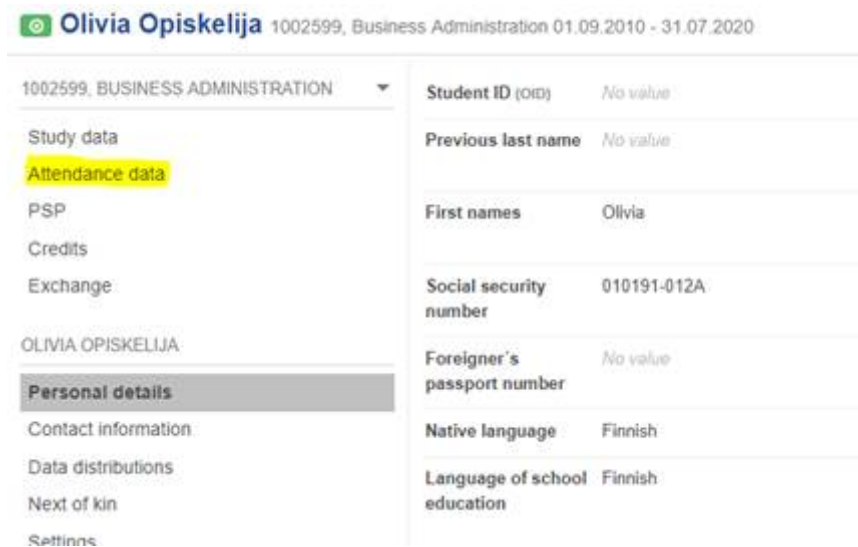 Olivia Opiskelija 1002599, Business Administration 01.09.2010 - 31.07.2020
1002599, BUSINESS ADMINISTRATION
Study data
Attendance data
PSP
Credits
Exchange
OLIVIA OPISKELIJA
Personal details
Contact information
Data distributions
Next of kin
Settings
Student ID (OID) No value
Previous last name No value
First names Olivia
Social security number 010191-012A
Foreigner´s passport number No value
Native language Finnish
Language of school education Finnish